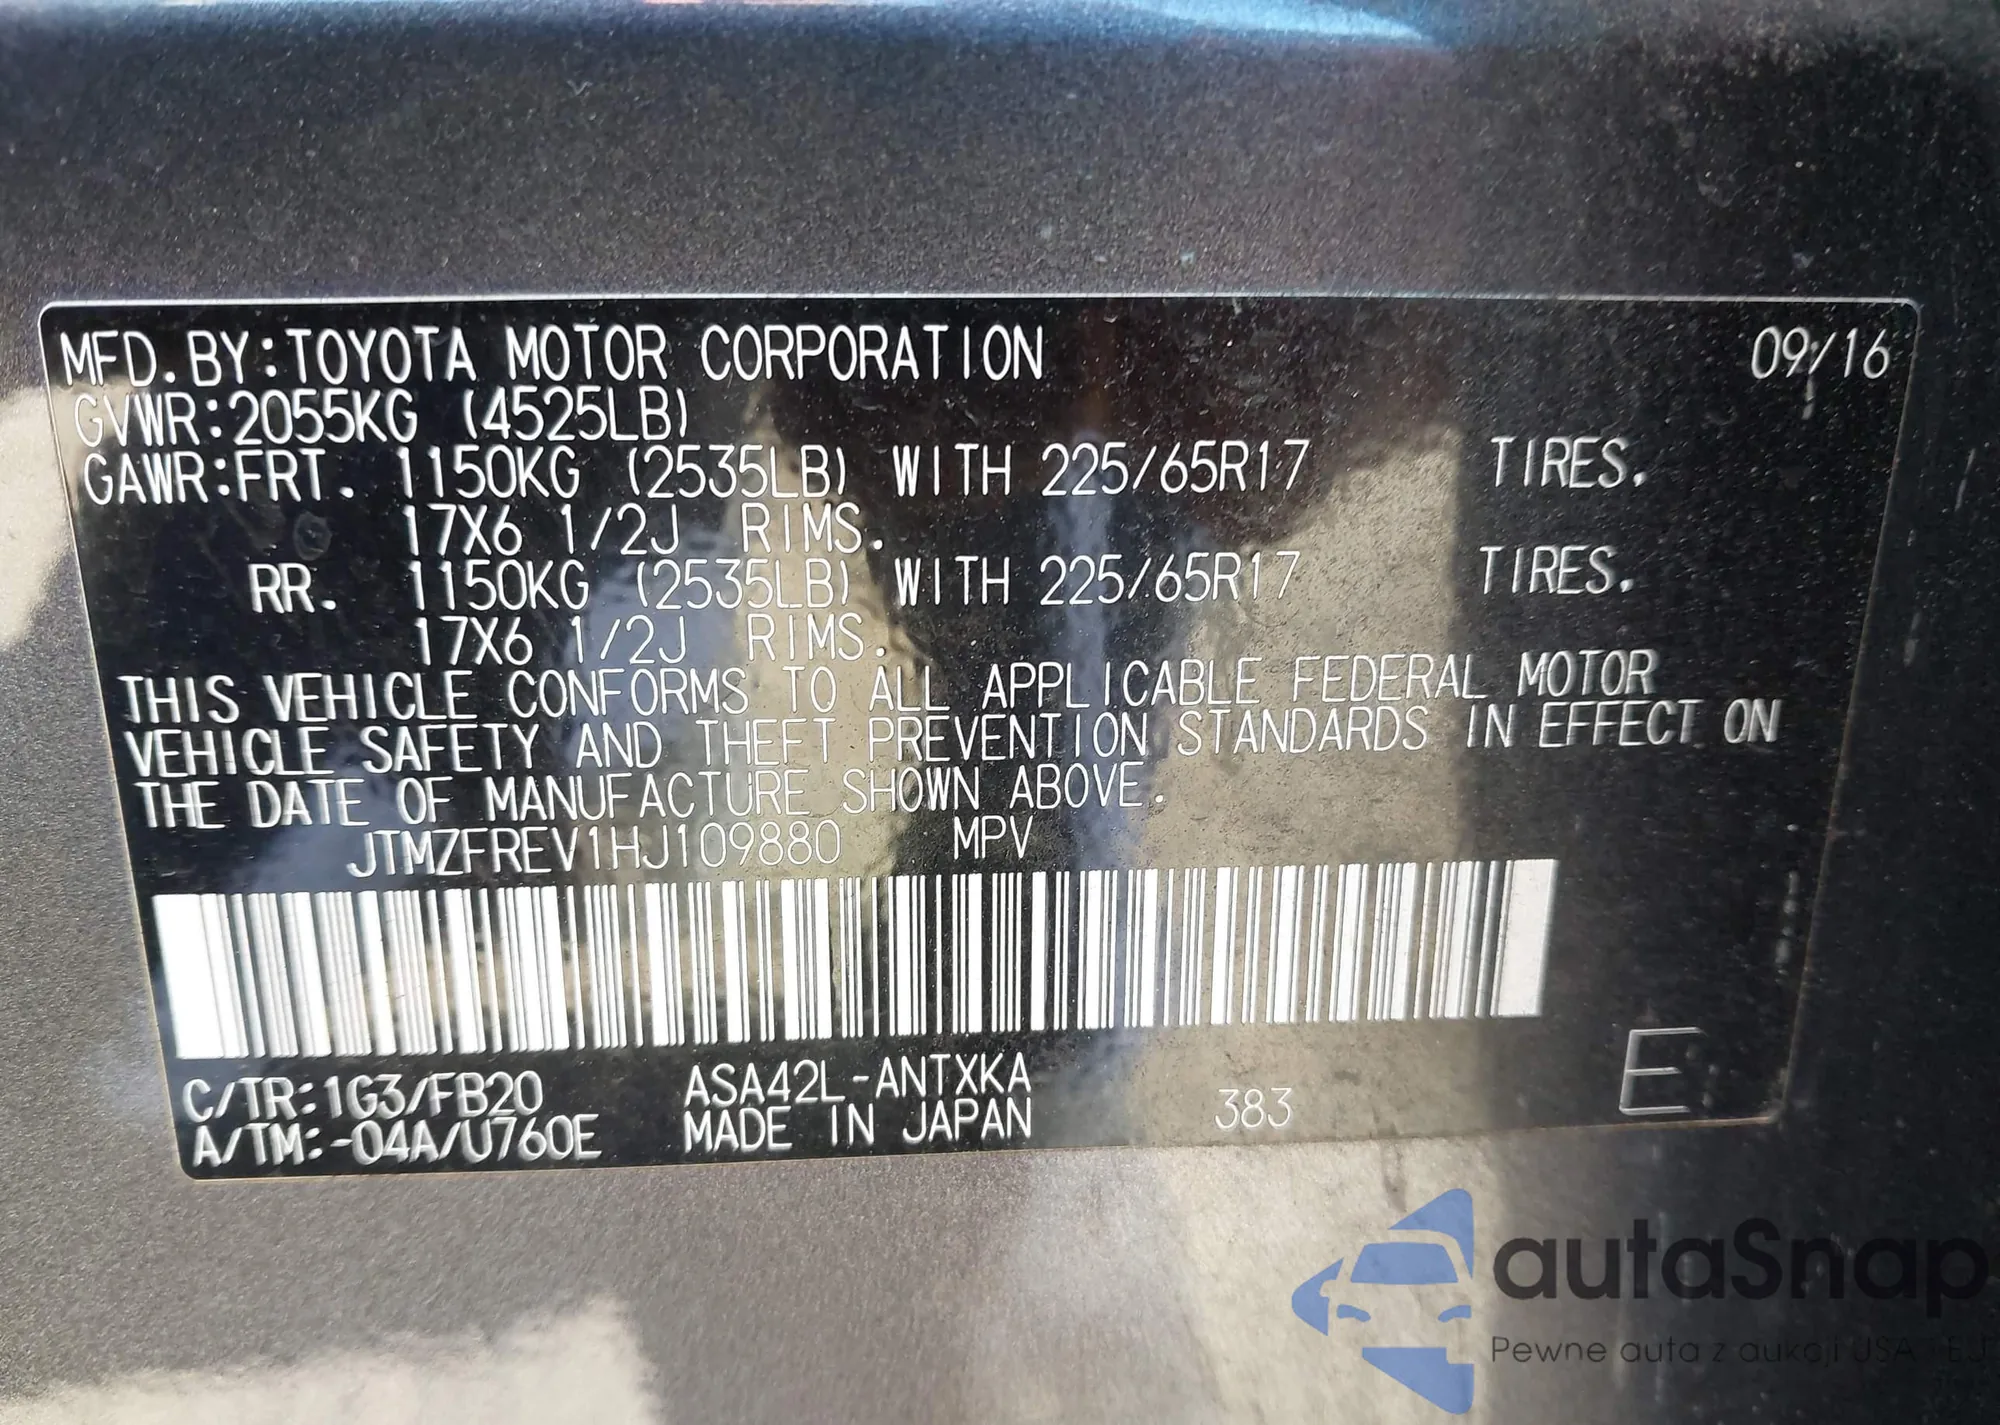 MFD. BY:TOYOTA MOTOR CORPORATION 09/16
GVWR:2055KG (4525LB)
GAWR:FRT. 1150KG (2535LB) WITH 225/65R17 TIRES.
17X6 1/2J RIMS.
RR. 1150KG (2535LB) WITH 225/65R17 TIRES.
17X6 1/2J RIMS.
THIS VEHICLE CONFORMS TO ALL APPLICABLE FEDERAL MOTOR
VEHICLE SAFETY AND THEFT PREVENTION STANDARDS IN EFFECT ON
THE DATE OF MANUFACTURE SHOWN ABOVE.
JTMZFREV1HJ109880 MPV
C/TR:1G3/FB20 ASA42L-ANTXKA 383 E
A/TM:-04A/U760E MADE IN JAPAN
autaSnap
Pewne auta z aukcji USA